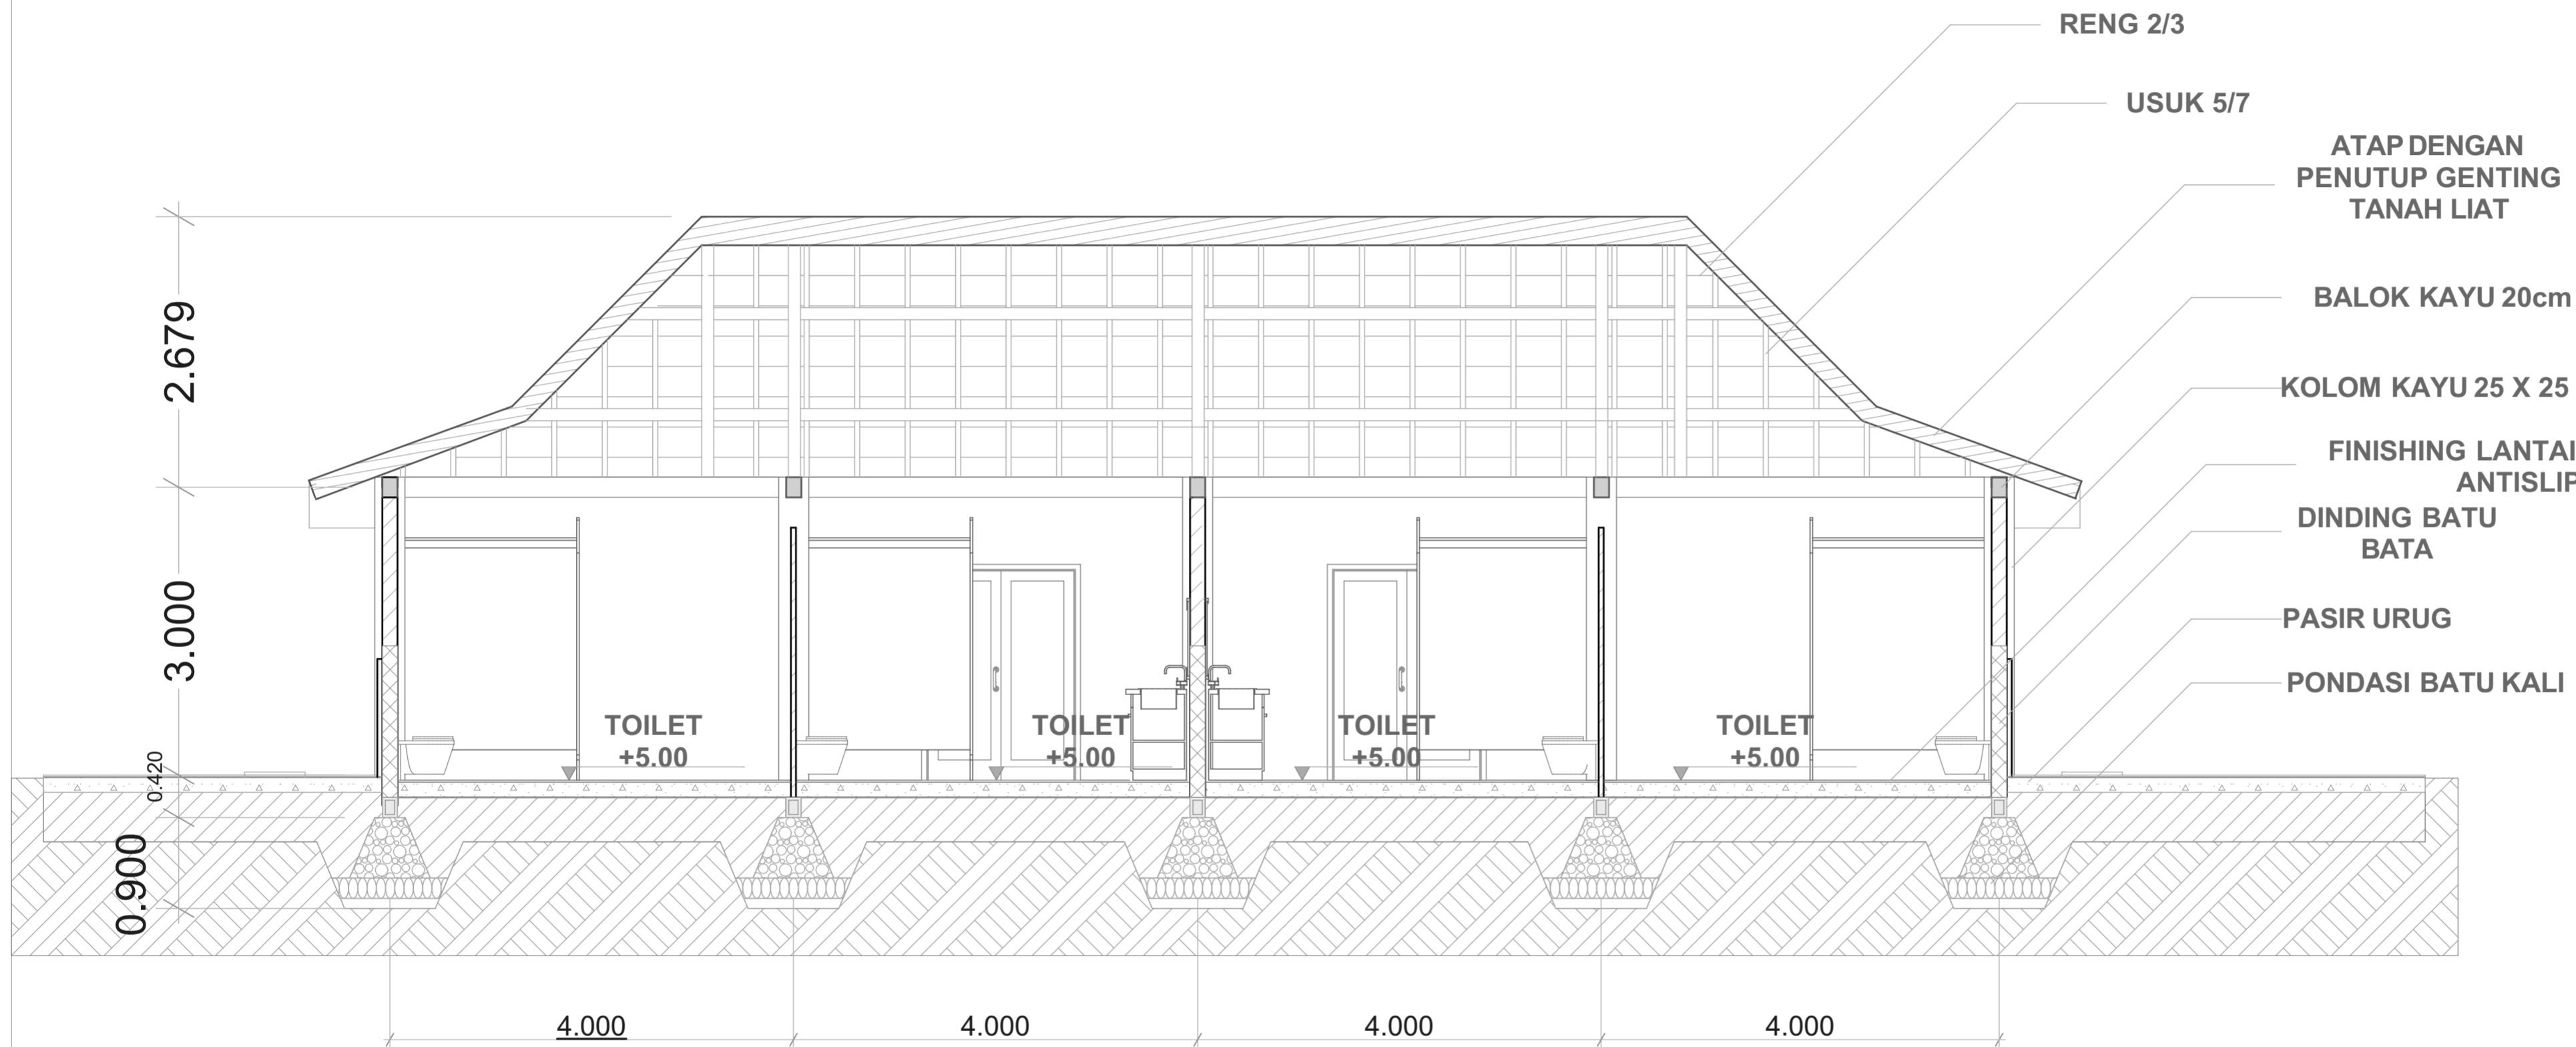 RENG 2/3
USUK 5/7
ATAP DENGAN
PENUTUP GENTING
TANAH LIAT
BALOK KAYU 20cm
KOLOM KAYU 25 X 25
FINISHING LANTAI
ANTISLIP
DINDING BATU
BATA
PASIR URUG
PONDASI BATU KALI
2.679
3.000
0.420
0.900
TOILET
+5.00
TOILET
+5.00
TOILET
+5.00
TOILET
+5.00
4.000
4.000
4.000
4.000